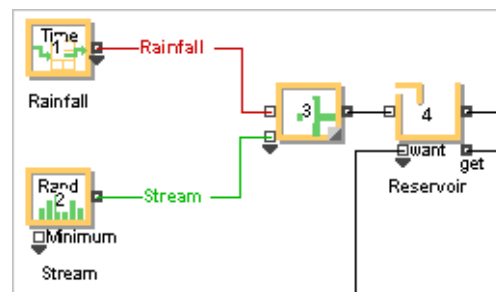 Time
1
Rainfall
Rainfall
3
4
want
get
Reservoir
Rand
2
Stream
Minimum
Stream